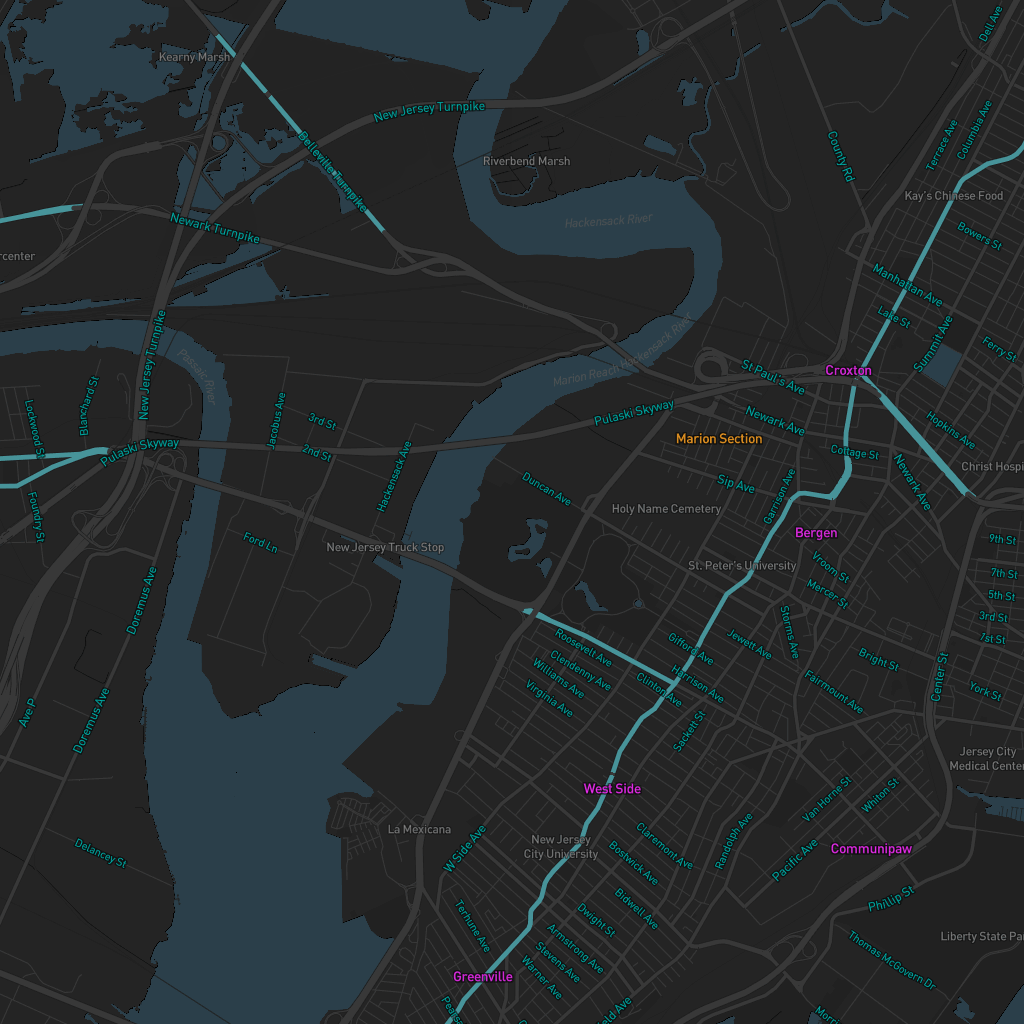 Dell Ave
Kearny Marsh
New Jersey Turnpike
Columbia Ave
Terrace Ave
County Rd
Belleville Turnpike
Riverbend Marsh
Kay's Chinese Food
Hackensack River
Newark Turnpike
Bowers St
rcenter
Manhattan Ave
Lake St
Summit Ave
Ferry St
New Jersey Turnpike
Passaic River
Marion Reach Hackensack River
St Paul's Ave
Croxton
Blanchard St
Lockwood St
Jacobus Ave
3rd St
2nd St
Pulaski Skyway
Pulaski Skyway
Newark Ave
Hopkins Ave
Marion Section
Cottage St
Christ Hospi
Hackensack Ave
Duncan Ave
Sip Ave
Garrison Ave
Newark Ave
Foundry St
Holy Name Cemetery
Bergen
Ford Ln
New Jersey Truck Stop
9th St
St. Peter's University
Vroom St
7th St
Mercer St
5th St
Doremus Ave
3rd St
Storms Ave
1st St
Roosevelt Ave
Gifford Ave
Jewett Ave
Bright St
Clendenny Ave
Williams Ave
Virginia Ave
Clinton Ave
Harrison Ave
Fairmount Ave
Center St
York St
Ave P
Doremus Ave
Sackett St
Jersey City
Medical Center
West Side
Van Horne St
Whiton St
La Mexicana
New Jersey
City University
W Side Ave
Claremont Ave
Bostwick Ave
Randolph Ave
Pacific Ave
Communipaw
Delancey St
Bidwell Ave
Phillip St
Terhune Ave
Dwight St
Armstrong Ave
Stevens Ave
Warner Ave
Liberty State Par
Thomas McGovern Dr
Greenville